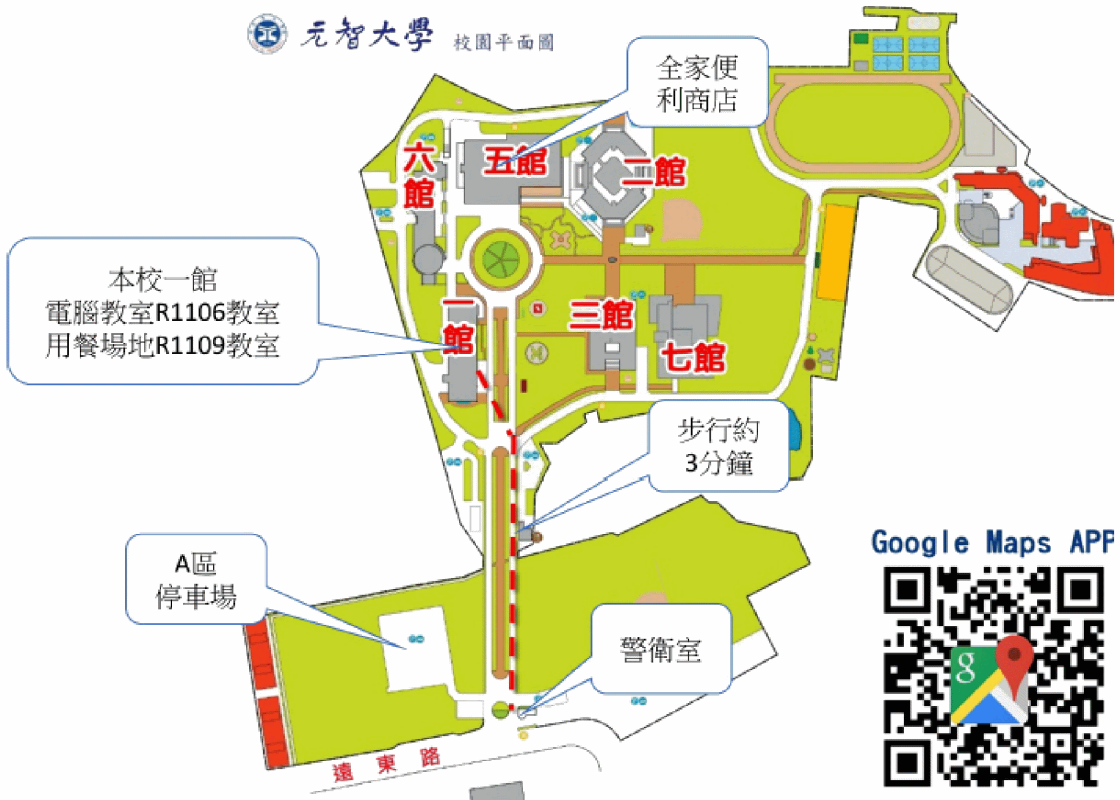 元智大學 校園平面圖
全家便
利商店
六館
五館
二館
本校一館
電腦教室R1106教室
用餐場地R1109教室
一館
三館
七館
步行約
3分鐘
A區
停車場
警衛室
遠東路
Google Maps APP
g